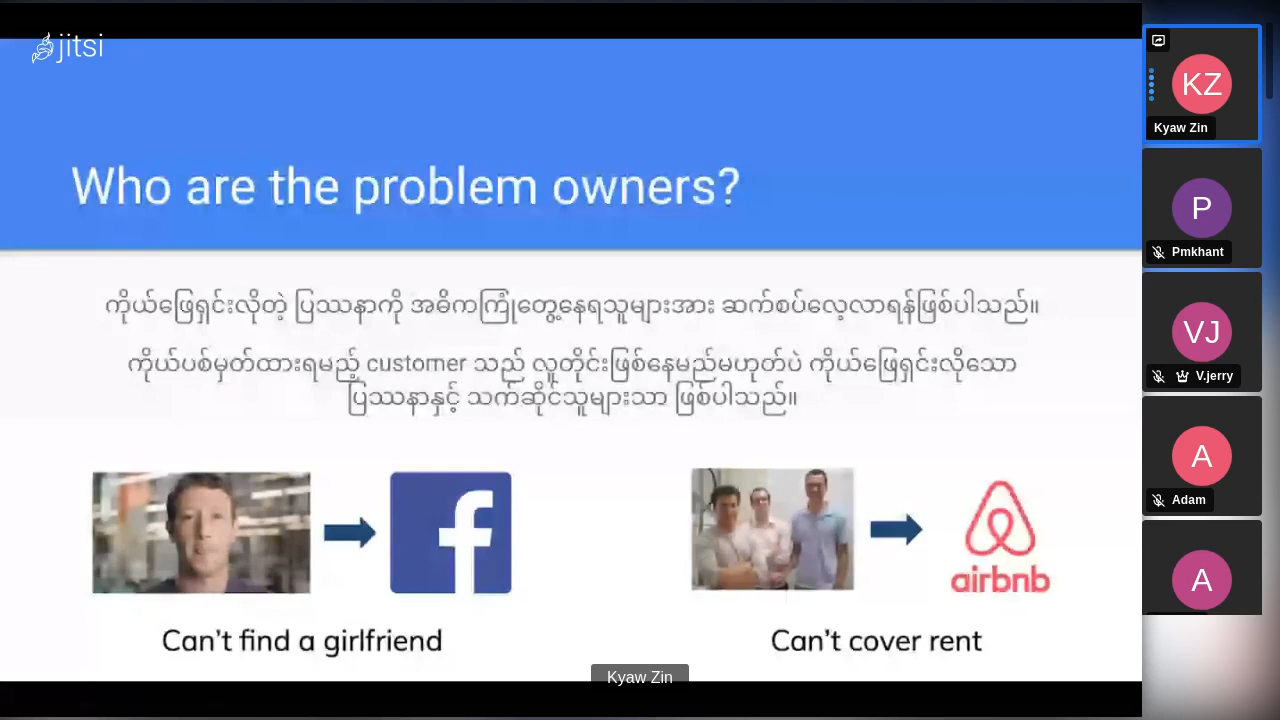 jitsi
Who are the problem owners?
ကိုယ်ဖြေရှင်းလိုတဲ့ ပြဿနာကို အဓိကကြုံတွေ့နေရသူများအား ဆက်စပ်လေ့လာရန်ဖြစ်ပါသည်။
ကိုယ်ပစ်မှတ်ထားရမည့် customer သည် လူတိုင်းဖြစ်နေမည်မဟုတ်ပဲ ကိုယ်ဖြေရှင်းလိုသော
ပြဿနာနှင့် သက်ဆိုင်သူများသာ ဖြစ်ပါသည်။
f
airbnb
Can't find a girlfriend
Can't cover rent
Kyaw Zin
KZ
Kyaw Zin
P
Pmkhant
VJ
V.jerry
A
Adam
A